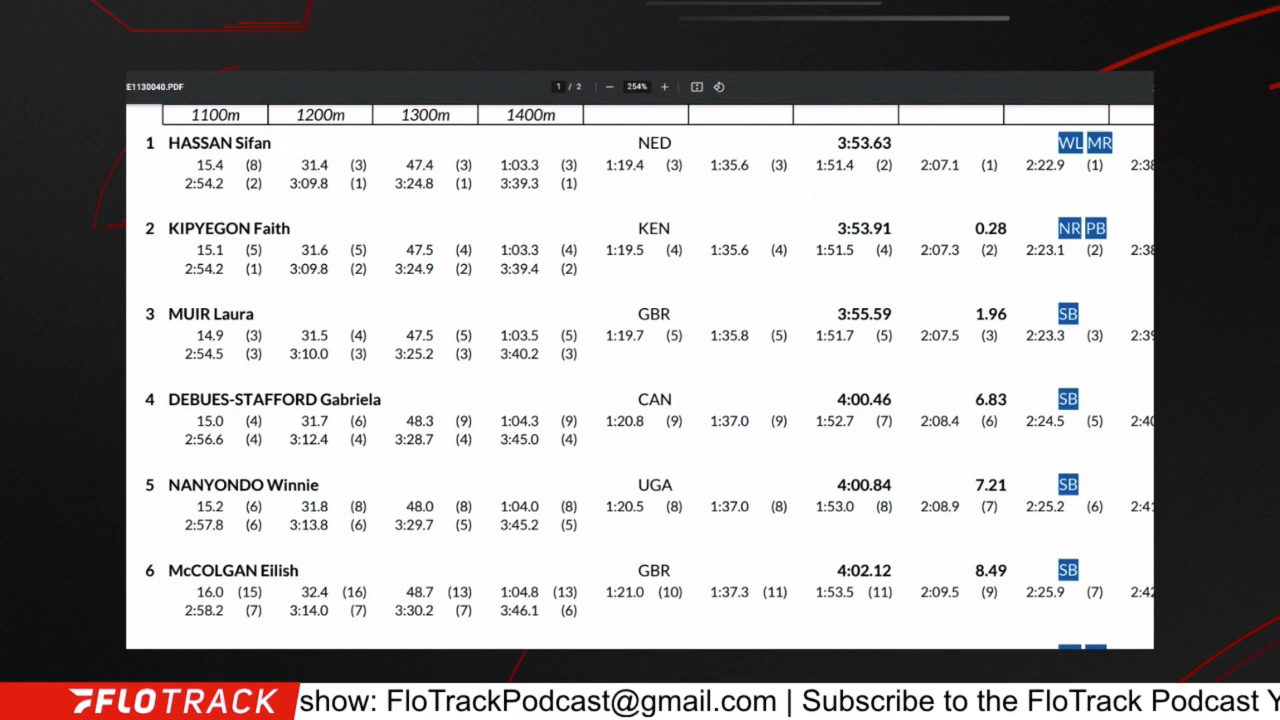 E1130040.PDF 1 / 2 254%
1100m 1200m 1300m 1400m
1 HASSAN Sifan NED 3:53.63 WL MR
15.4 (8) 31.4 (3) 47.4 (3) 1:03.3 (3) 1:19.4 (3) 1:35.6 (3) 1:51.4 (2) 2:07.1 (1) 2:22.9 (1)
2:54.2 (2) 3:09.8 (1) 3:24.8 (1) 3:39.3 (1)
2 KIPYEGON Faith KEN 3:53.91 0.28 NR PB
15.1 (5) 31.6 (5) 47.5 (4) 1:03.3 (4) 1:19.5 (4) 1:35.6 (4) 1:51.5 (4) 2:07.3 (2) 2:23.1 (2)
2:54.2 (1) 3:09.8 (2) 3:24.9 (2) 3:39.4 (2)
3 MUIR Laura GBR 3:55.59 1.96 SB
14.9 (3) 31.5 (4) 47.5 (5) 1:03.5 (5) 1:19.7 (5) 1:35.8 (5) 1:51.7 (5) 2:07.5 (3) 2:23.3 (3)
2:54.5 (3) 3:10.0 (3) 3:25.2 (3) 3:40.2 (3)
4 DEBUES-STAFFORD Gabriela CAN 4:00.46 6.83 SB
15.0 (4) 31.7 (6) 48.3 (9) 1:04.3 (9) 1:20.8 (9) 1:37.0 (9) 1:52.7 (7) 2:08.4 (6) 2:24.5 (5)
2:56.6 (4) 3:12.4 (4) 3:28.7 (4) 3:45.0 (4)
5 NANYONDO Winnie UGA 4:00.84 7.21 SB
15.2 (6) 31.8 (8) 48.0 (8) 1:04.0 (8) 1:20.5 (8) 1:37.0 (8) 1:53.0 (8) 2:08.9 (7) 2:25.2 (6)
2:57.8 (6) 3:13.8 (6) 3:29.7 (5) 3:45.2 (5)
6 McCOLGAN Eilish GBR 4:02.12 8.49 SB
16.0 (15) 32.4 (16) 48.7 (13) 1:04.8 (13) 1:21.0 (10) 1:37.3 (11) 1:53.5 (11) 2:09.5 (9) 2:25.9 (7)
2:58.2 (7) 3:14.0 (7) 3:30.2 (7) 3:46.1 (6)
FLOTRACK show: FloTrackPodcast@gmail.com | Subscribe to the FloTrack Podcast